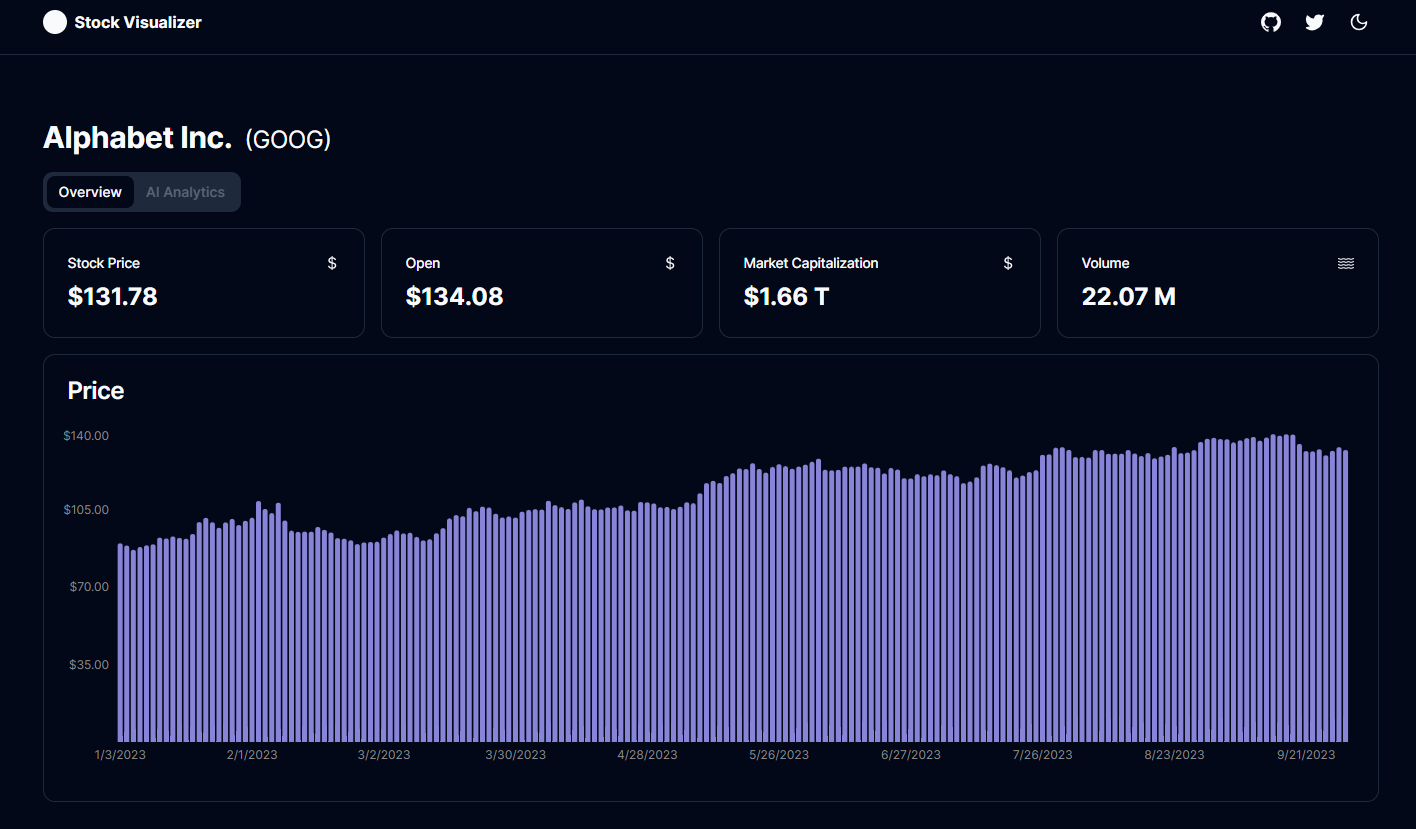 Stock Visualizer
Alphabet Inc. (GOOG)
Overview AI Analytics
Stock Price $
$131.78
Open $
$134.08
Market Capitalization $
$1.66 T
Volume
22.07 M
Price
$140.00
$105.00
$70.00
$35.00
1/3/2023 2/1/2023 3/2/2023 3/30/2023 4/28/2023 5/26/2023 6/27/2023 7/26/2023 8/23/2023 9/21/2023